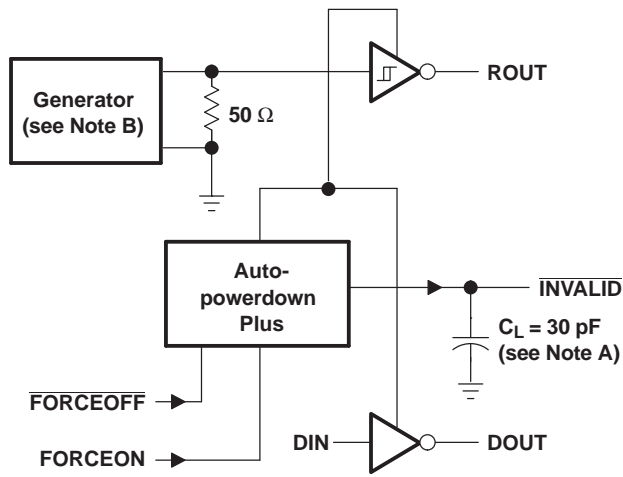 ROUT
Generator
(see Note B)
50 Ω
Auto-
powerdown
Plus
INVALID
C_L = 30 pF
(see Note A)
FORCEOFF
FORCEON
DIN
DOUT